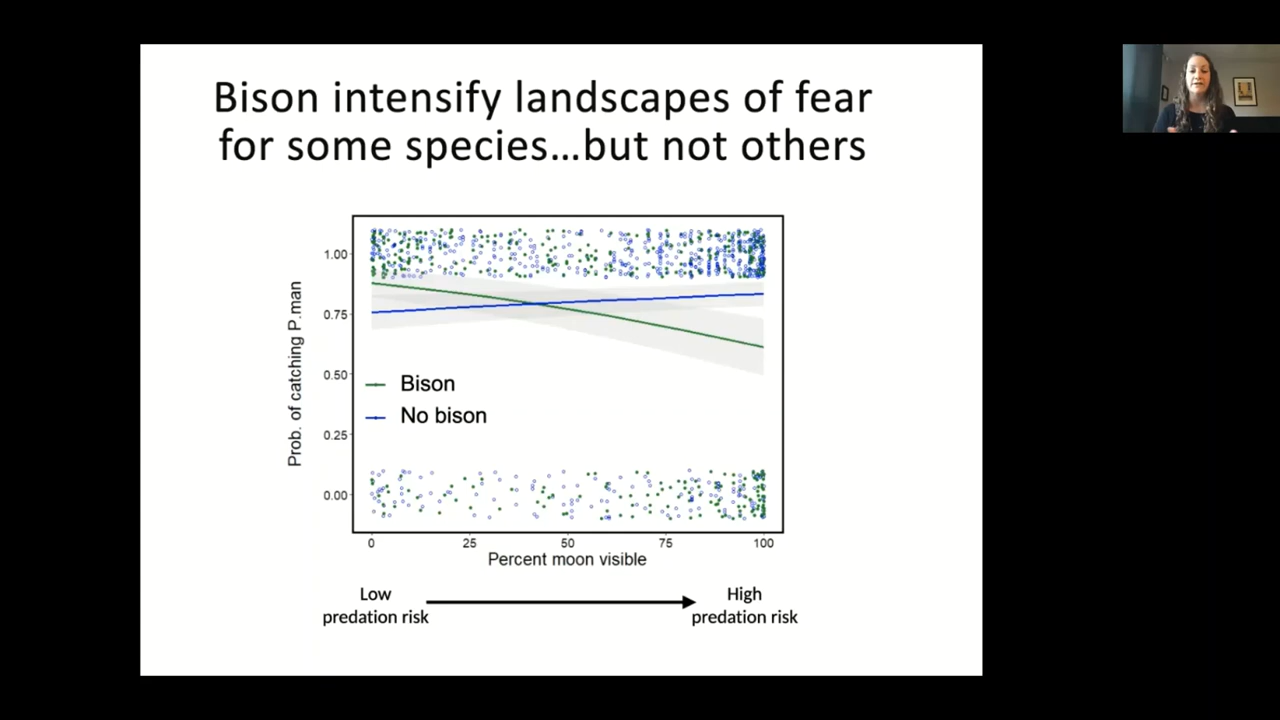 Bison intensify landscapes of fear
for some species...but not others
Prob. of catching P.man
1.00
0.75
0.50
0.25
0.00
Bison
No bison
0
25
50
75
100
Percent moon visible
Low
predation risk
High
predation risk